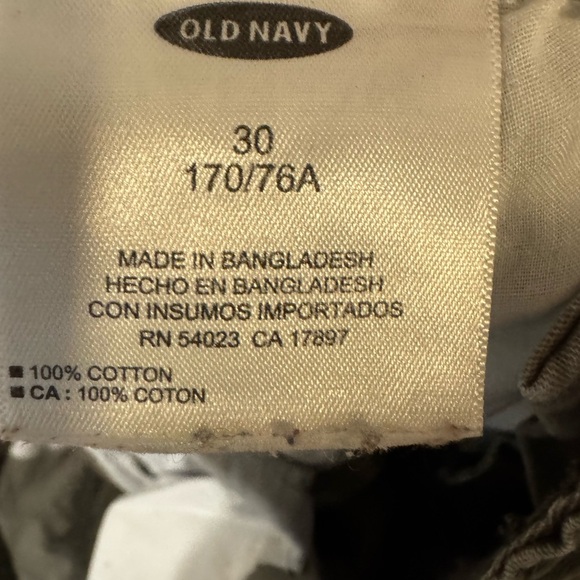 OLD NAVY
30
170/76A
MADE IN BANGLADESH
HECHO EN BANGLADESH
CON INSUMOS IMPORTADOS
RN 54023 CA 17897
100% COTTON
CA : 100% COTON